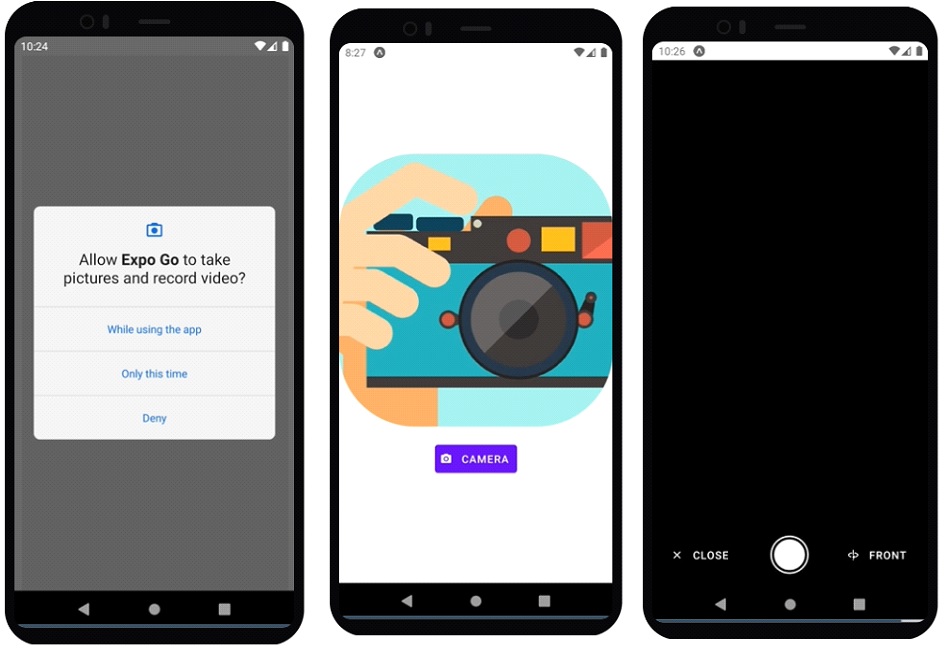 10:24
Allow Expo Go to take
pictures and record video?
While using the app
Only this time
Deny
8:27
CAMERA
10:26
CLOSE
FRONT